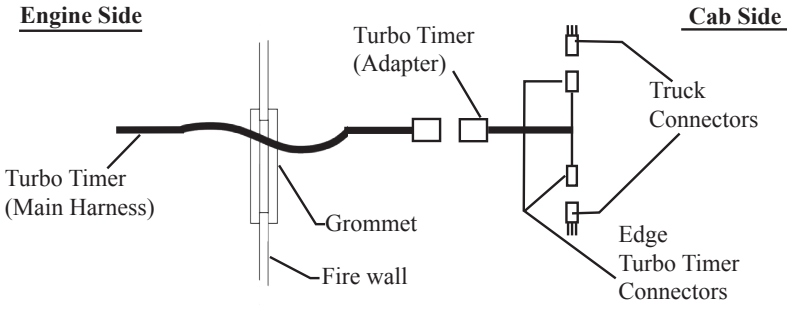 Engine Side
Cab Side
Turbo Timer
(Adapter)
Truck
Connectors
Turbo Timer
(Main Harness)
Grommet
Fire wall
Edge
Turbo Timer
Connectors